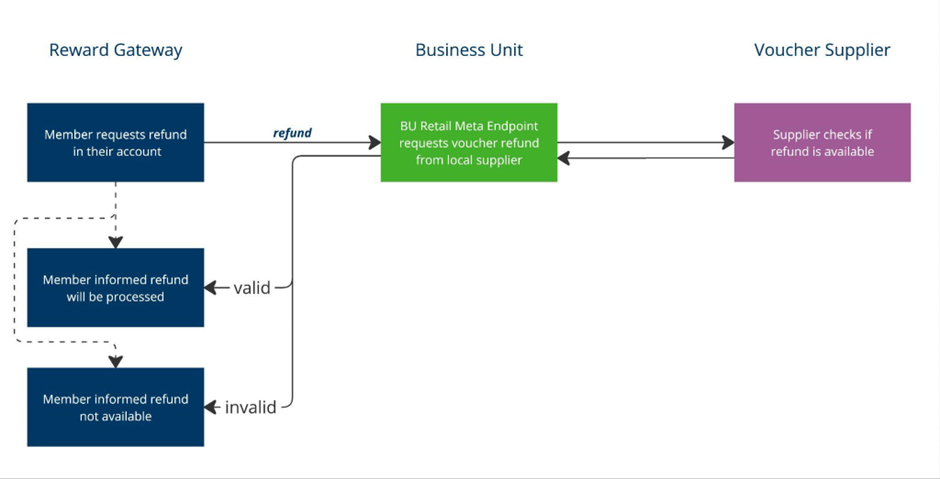 Reward Gateway
Business Unit
Voucher Supplier
Member requests refund
in their account
refund
BU Retail Meta Endpoint
requests voucher refund
from local supplier
Supplier checks if
refund is available
Member informed refund
will be processed
valid
Member informed refund
not available
invalid